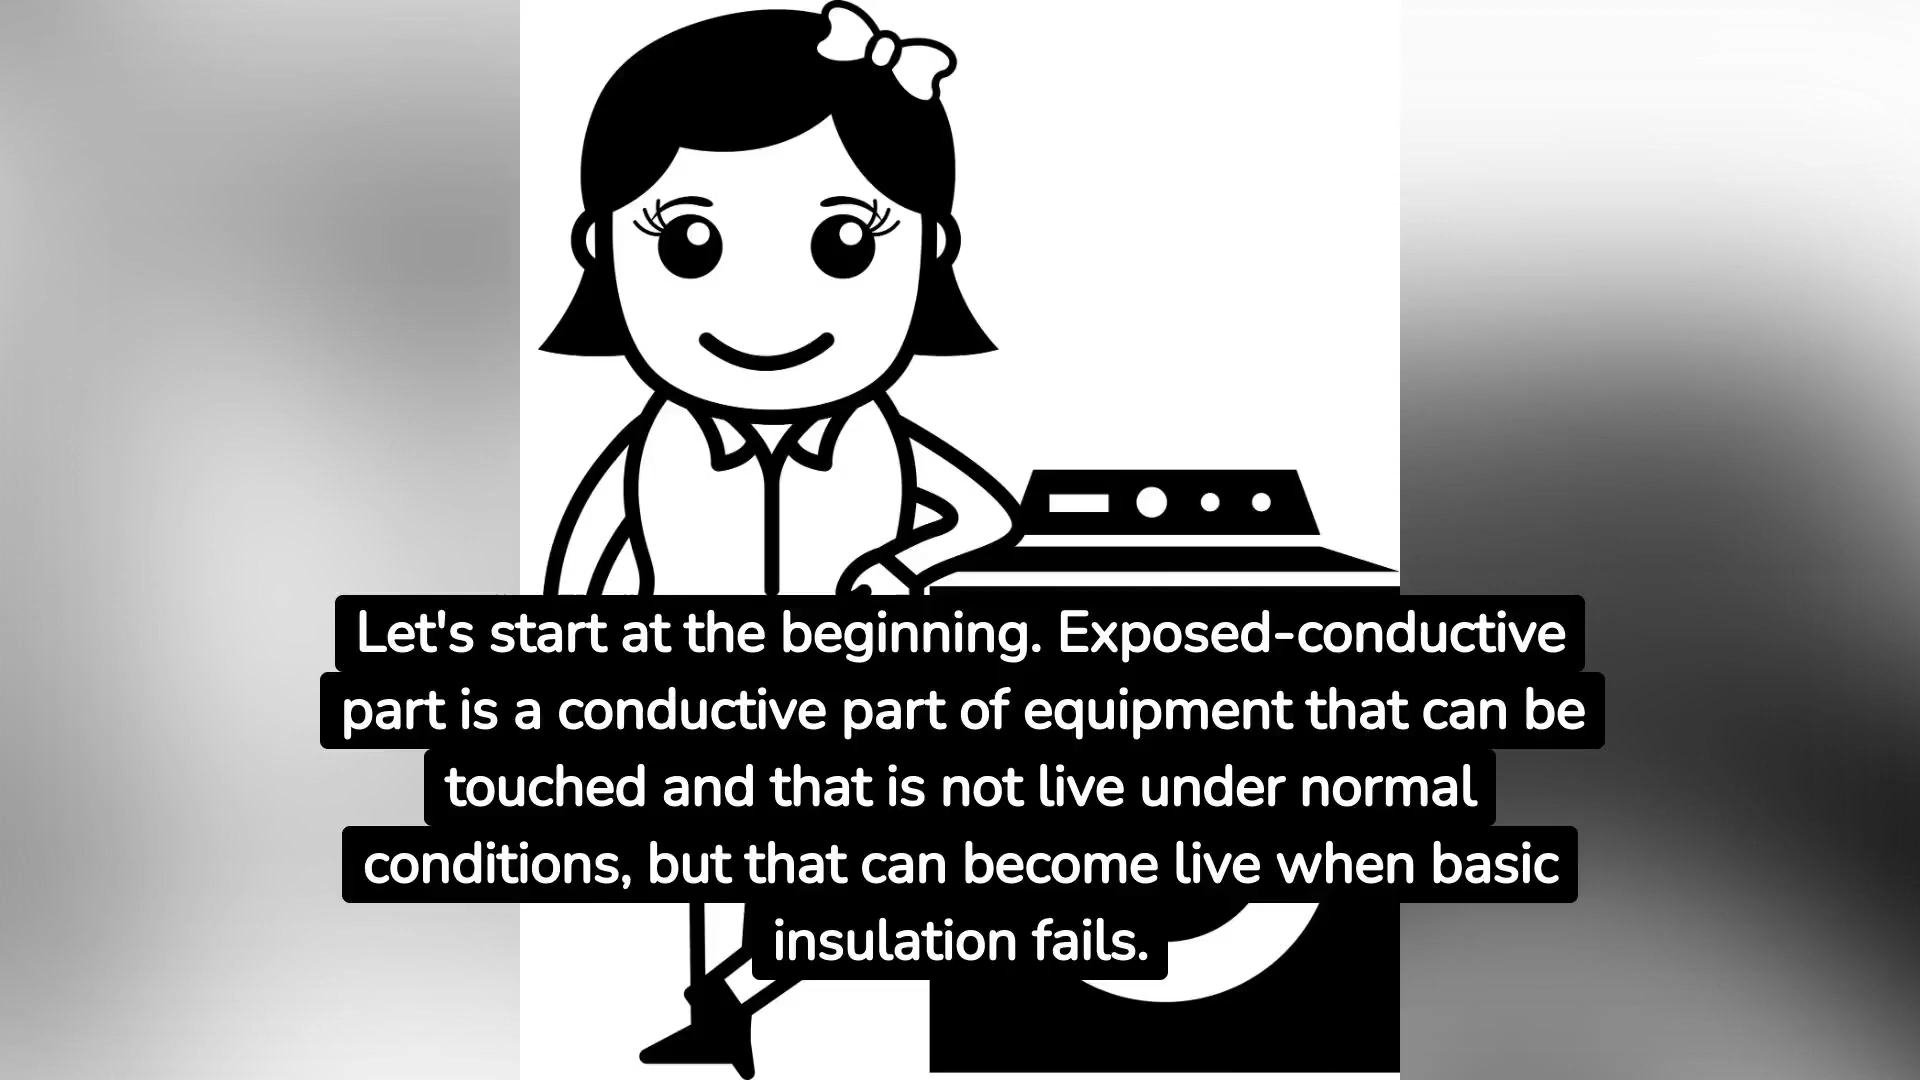 Let's start at the beginning. Exposed-conductive
part is a conductive part of equipment that can be
touched and that is not live under normal
conditions, but that can become live when basic
insulation fails.